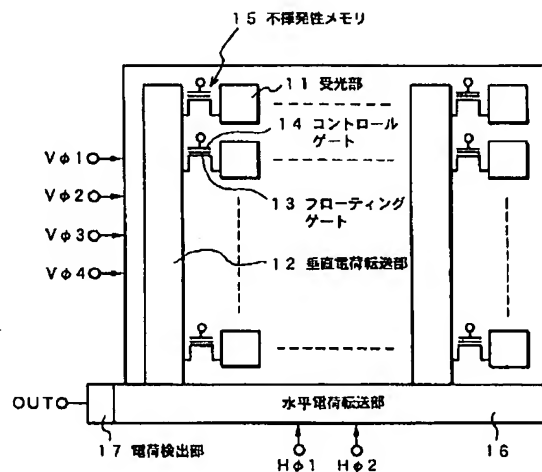 15 不揮発性メモリ
11 受光部
14 コントロール
ゲート
Vφ1
13 フローティング
ゲート
Vφ2
Vφ3
12 垂直電荷転送部
Vφ4
OUT
水平電荷転送部
17 電荷検出部
Hφ1
Hφ2
16